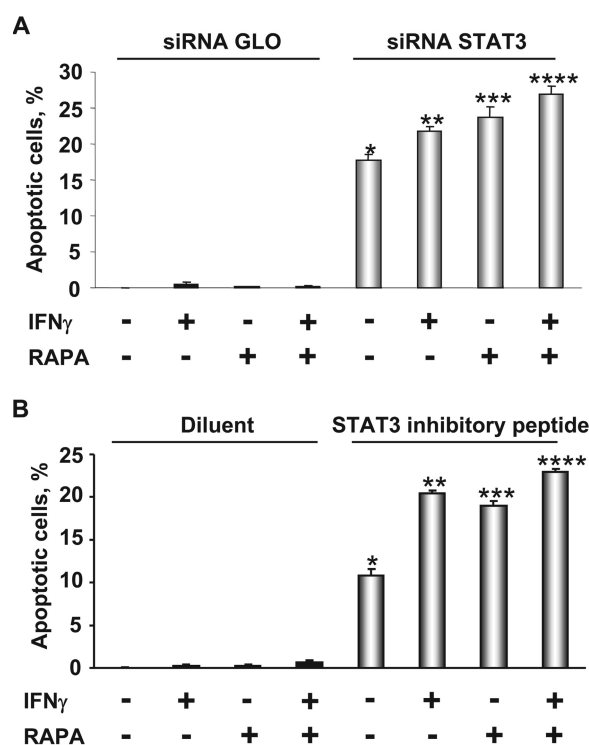 A
siRNA GLO siRNA STAT3
Apoptotic cells, %
30
25
20
15
10
5
0
* ** *** ****
IFNγ - + - + - + - +
RAPA - - + + - - + +
B
Diluent STAT3 inhibitory peptide
Apoptotic cells, %
25
20
15
10
5
0
* ** *** ****
IFNγ - + - + - + - +
RAPA - - + + - - + +